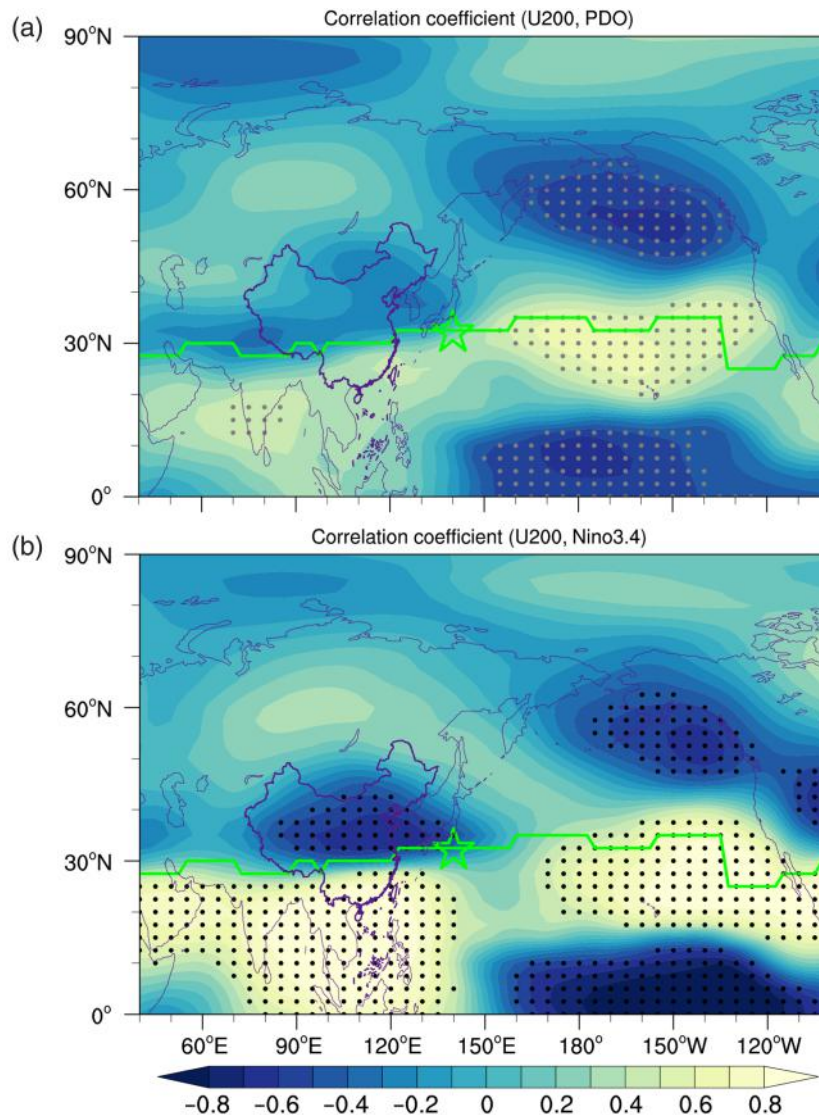 (a)
Correlation coefficient (U200, PDO)
90°N
60°N
30°N
0°
(b)
Correlation coefficient (U200, Nino3.4)
90°N
60°N
30°N
0°
60°E 90°E 120°E 150°E 180° 150°W 120°W
−0.8 −0.6 −0.4 −0.2 0 0.2 0.4 0.6 0.8